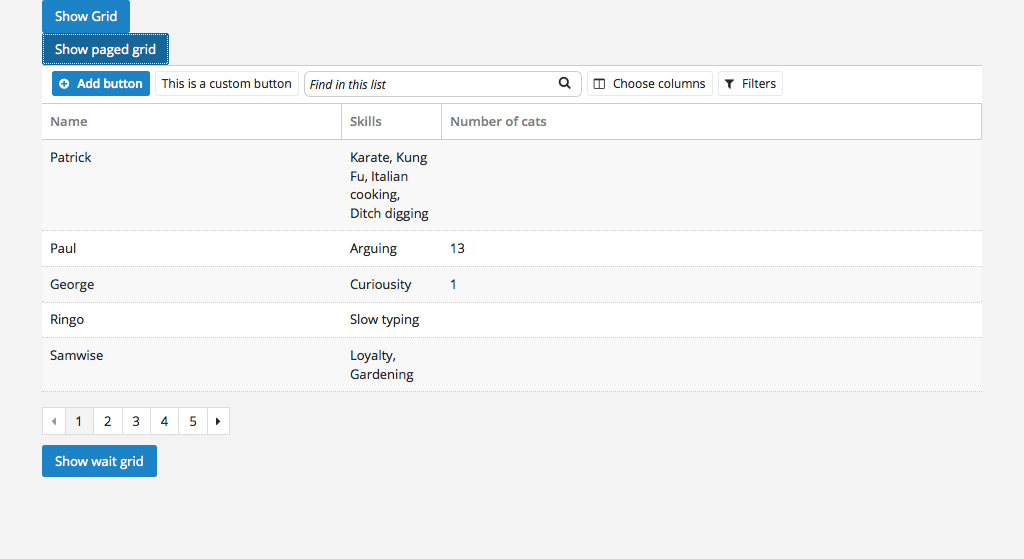 Show Grid
Show paged grid
Add button This is a custom button Find in this list Choose columns Filters
Name Skills Number of cats
Patrick Karate, Kung
Fu, Italian
cooking,
Ditch digging
Paul Arguing 13
George Curiousity 1
Ringo Slow typing
Samwise Loyalty,
Gardening
1 2 3 4 5
Show wait grid